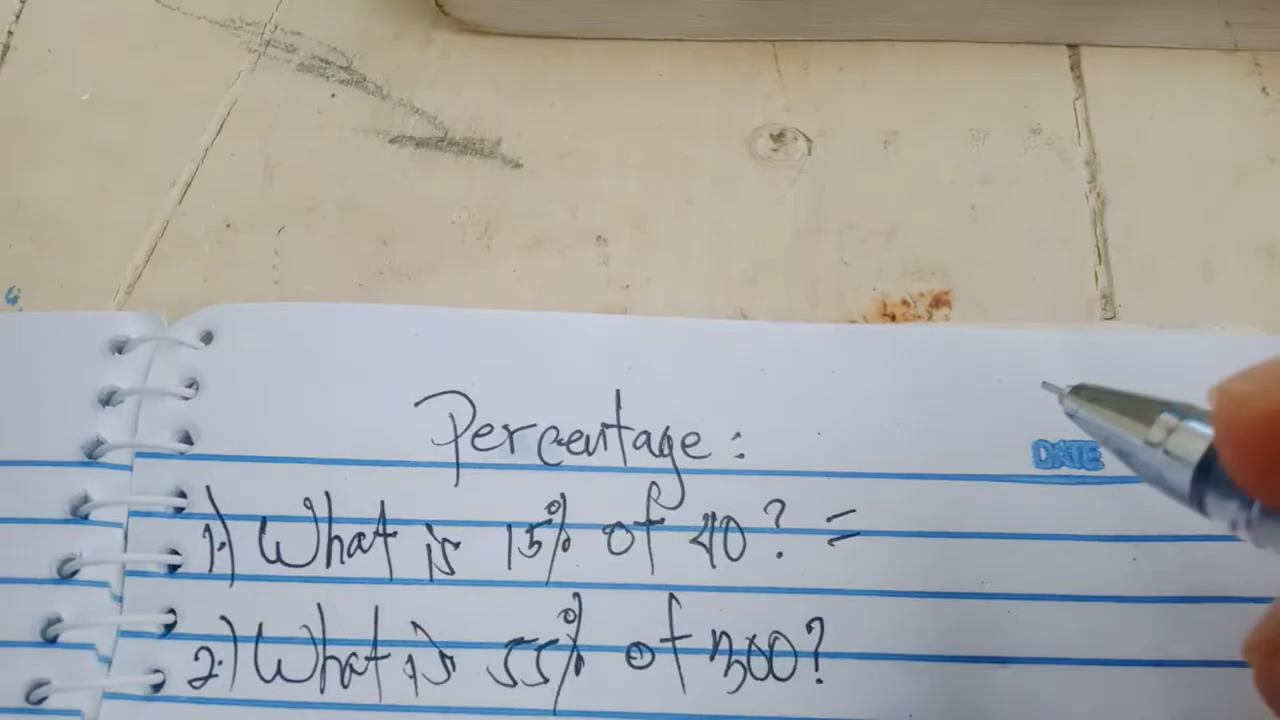 Percentage:
DATE
1.) What is 15% of 40? =
2.) What is 55% of 300?